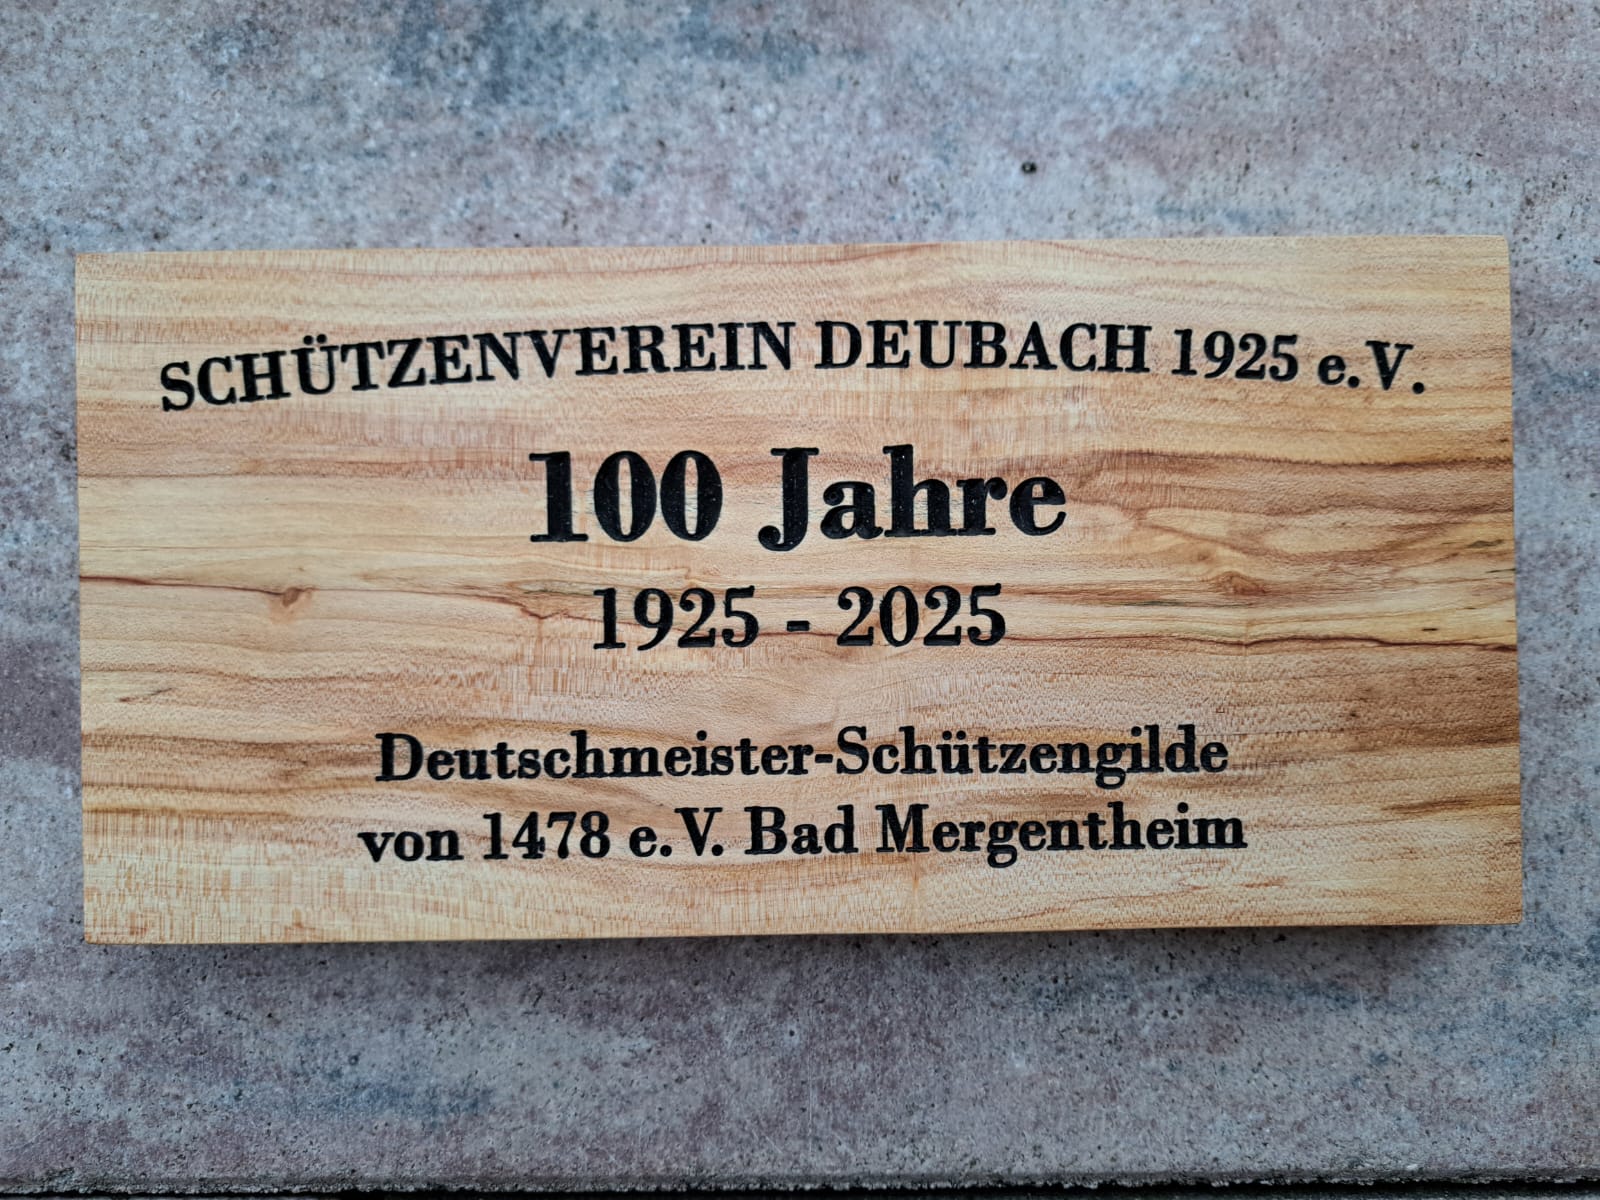 SCHÜTZENVEREIN DEUBACH 1925 e.V.
100 Jahre
1925 - 2025
Deutschmeister-Schützengilde
von 1478 e.V. Bad Mergentheim